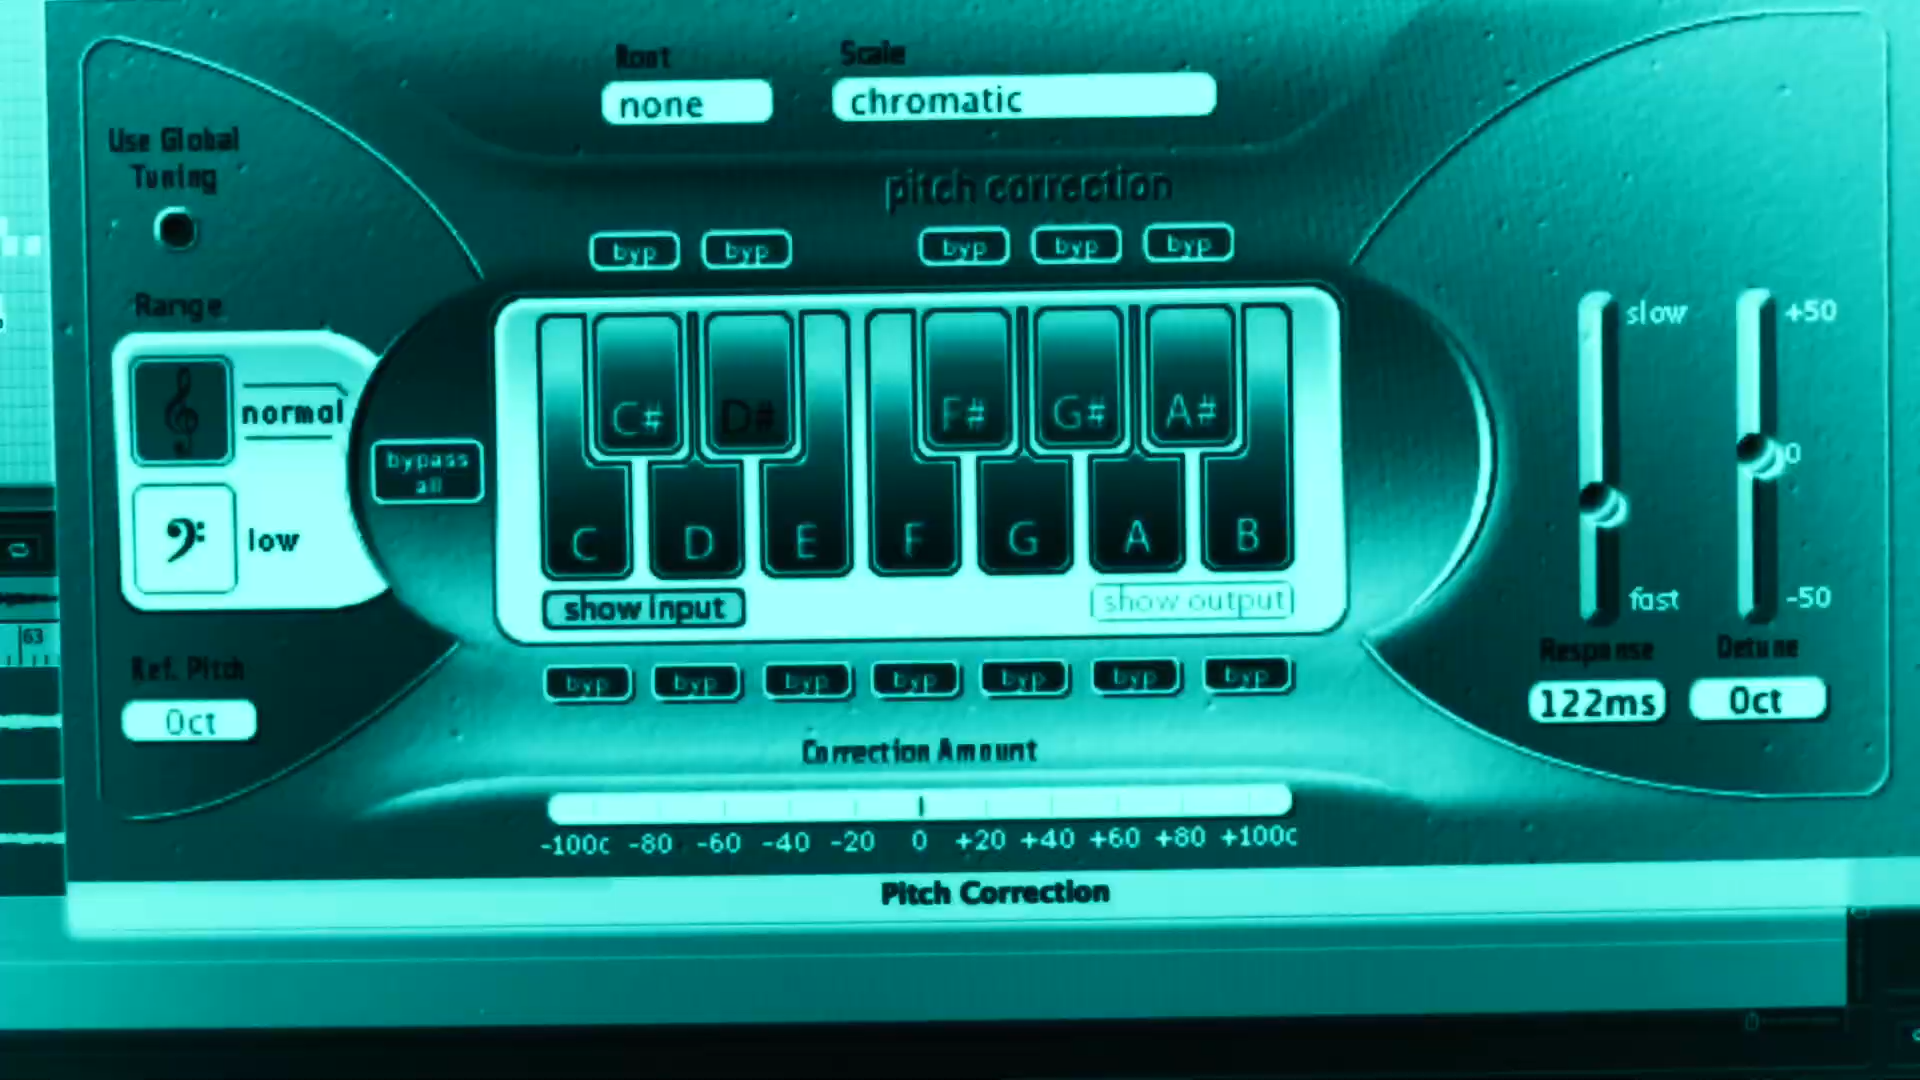 Root
Scale
none
chromatic
Use Global
Tuning
pitch correction
byp
byp
byp
byp
byp
Range
normal
low
bypass
all
C#
D#
F#
G#
A#
C
D
E
F
G
A
B
show input
show output
slow
fast
+50
0
-50
Response
Detune
122ms
0ct
63
Ref. Pitch
0ct
byp
byp
byp
byp
byp
byp
byp
Correction Amount
-100c -80 -60 -40 -20 0 +20 +40 +60 +80 +100c
Pitch Correction